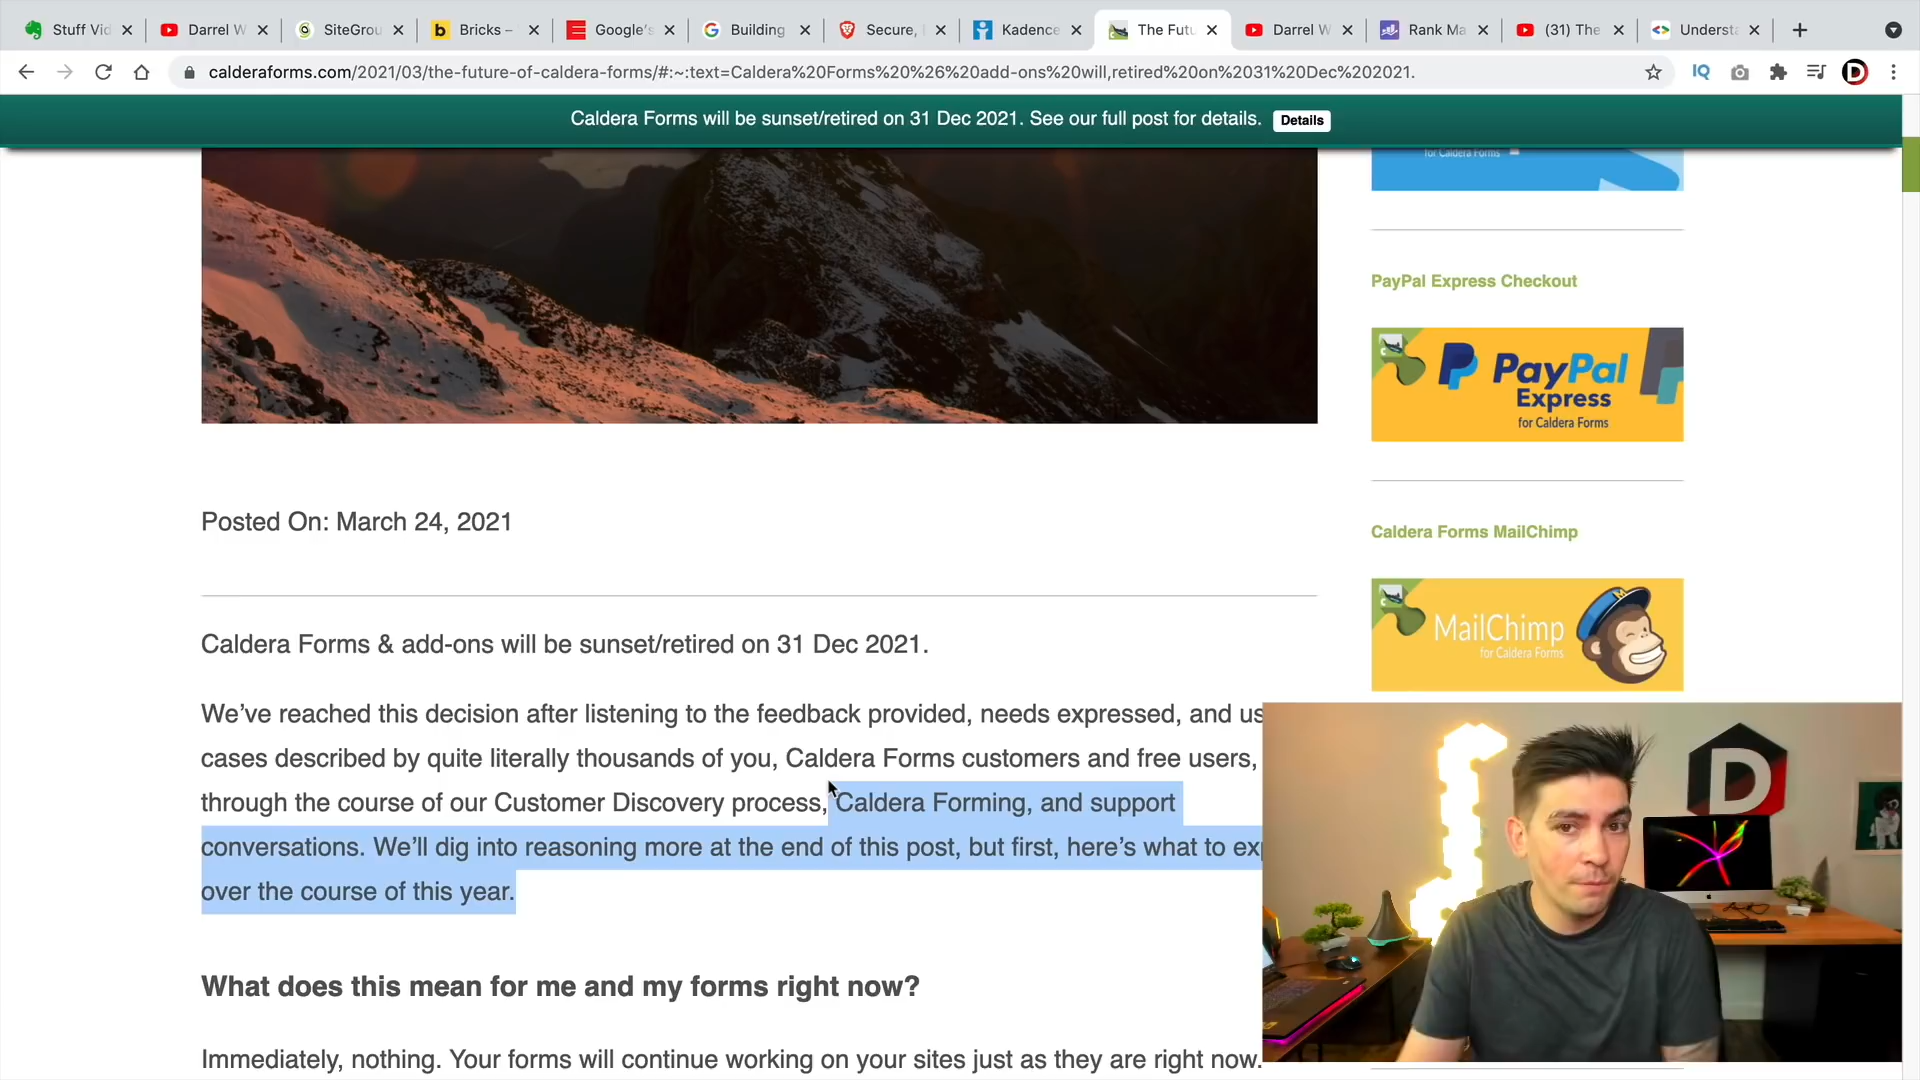 Stuff Vid
Darrel W
SiteGrou
Bricks –
Google's
Building
Secure,
Kadence
The Futu
Darrel W
Rank Ma
(31) The
Understa
calderaforms.com/2021/03/the-future-of-caldera-forms/#:~:text=Caldera%20Forms%20%26%20add-ons%20will,retired%20on%2031%20Dec%202021.
IQ
Caldera Forms will be sunset/retired on 31 Dec 2021. See our full post for details.
Details
for Caldera Forms
PayPal Express Checkout
PayPal
Express
for Caldera Forms
Posted On: March 24, 2021
Caldera Forms MailChimp
MailChimp
for Caldera Forms
Caldera Forms & add-ons will be sunset/retired on 31 Dec 2021.
We've reached this decision after listening to the feedback provided, needs expressed, and us
cases described by quite literally thousands of you, Caldera Forms customers and free users,
through the course of our Customer Discovery process, Caldera Forming, and support
conversations. We'll dig into reasoning more at the end of this post, but first, here's what to exp
over the course of this year.
What does this mean for me and my forms right now?
Immediately, nothing. Your forms will continue working on your sites just as they are right now.